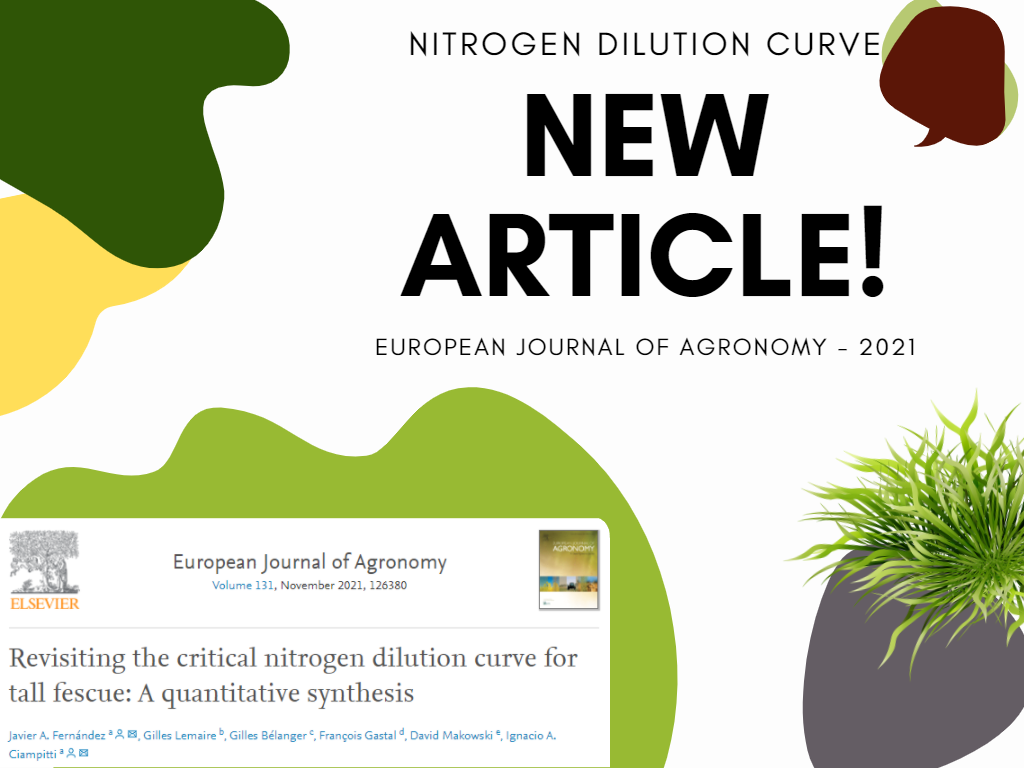 NITROGEN DILUTION CURVE
NEW
ARTICLE!
EUROPEAN JOURNAL OF AGRONOMY – 2021
ELSEVIER
European Journal of Agronomy
Volume 131, November 2021, 126380
AGRONOMY
Revisiting the critical nitrogen dilution curve for
tall fescue: A quantitative synthesis
Javier A. Fernández a, Gilles Lemaire b, Gilles Bélanger c, François Gastal d, David Makowski e, Ignacio A.
Ciampitti a